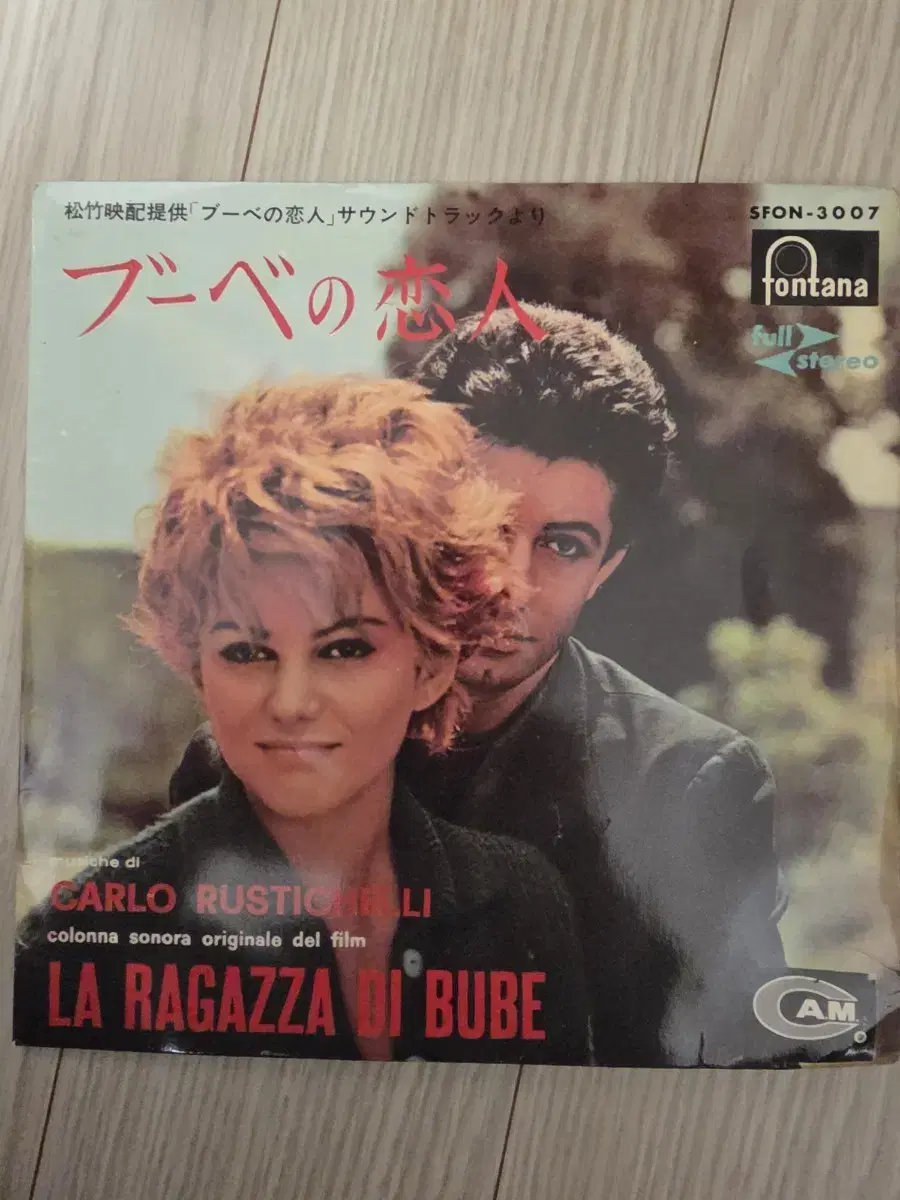 松竹映配提供「ブーベの恋人」サウンドトラックより
SFON-3007
ブーベの恋人
fontana
full
stereo
musiche di
CARLO RUSTICHELLI
colonna sonora originale del film
LA RAGAZZA DI BUBE
CAM